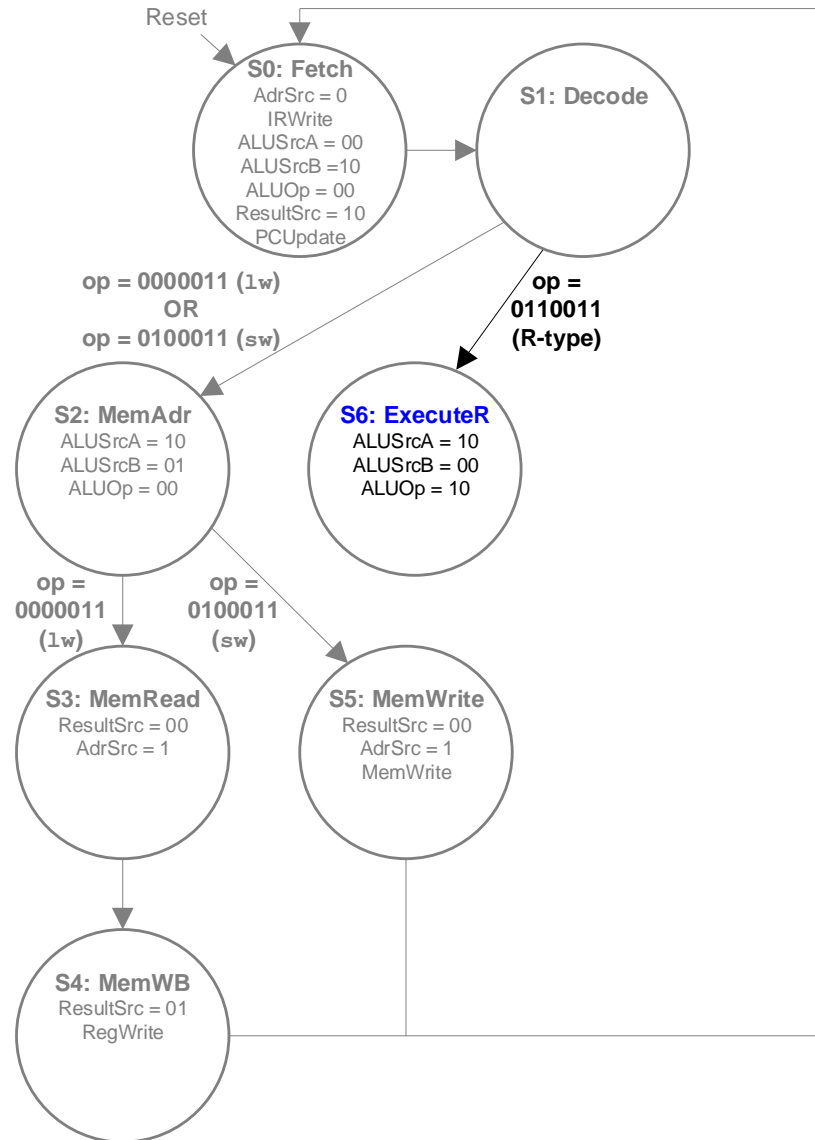 Reset
S0: Fetch
AdrSrc = 0
IRWrite
ALUSrcA = 00
ALUSrcB =10
ALUOp = 00
ResultSrc = 10
PCUpdate
S1: Decode
op = 0000011 (lw)
OR
op = 0100011 (sw)
op =
0110011
(R-type)
S2: MemAdr
ALUSrcA = 10
ALUSrcB = 01
ALUOp = 00
S6: ExecuteR
ALUSrcA = 10
ALUSrcB = 00
ALUOp = 10
op =
0000011
(lw)
op =
0100011
(sw)
S3: MemRead
ResultSrc = 00
AdrSrc = 1
S5: MemWrite
ResultSrc = 00
AdrSrc = 1
MemWrite
S4: MemWB
ResultSrc = 01
RegWrite